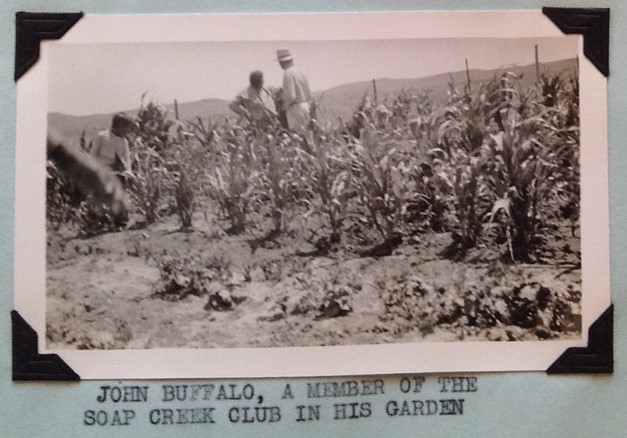 JOHN BUFFALO, A MEMBER OF THE
SOAP CREEK CLUB IN HIS GARDEN